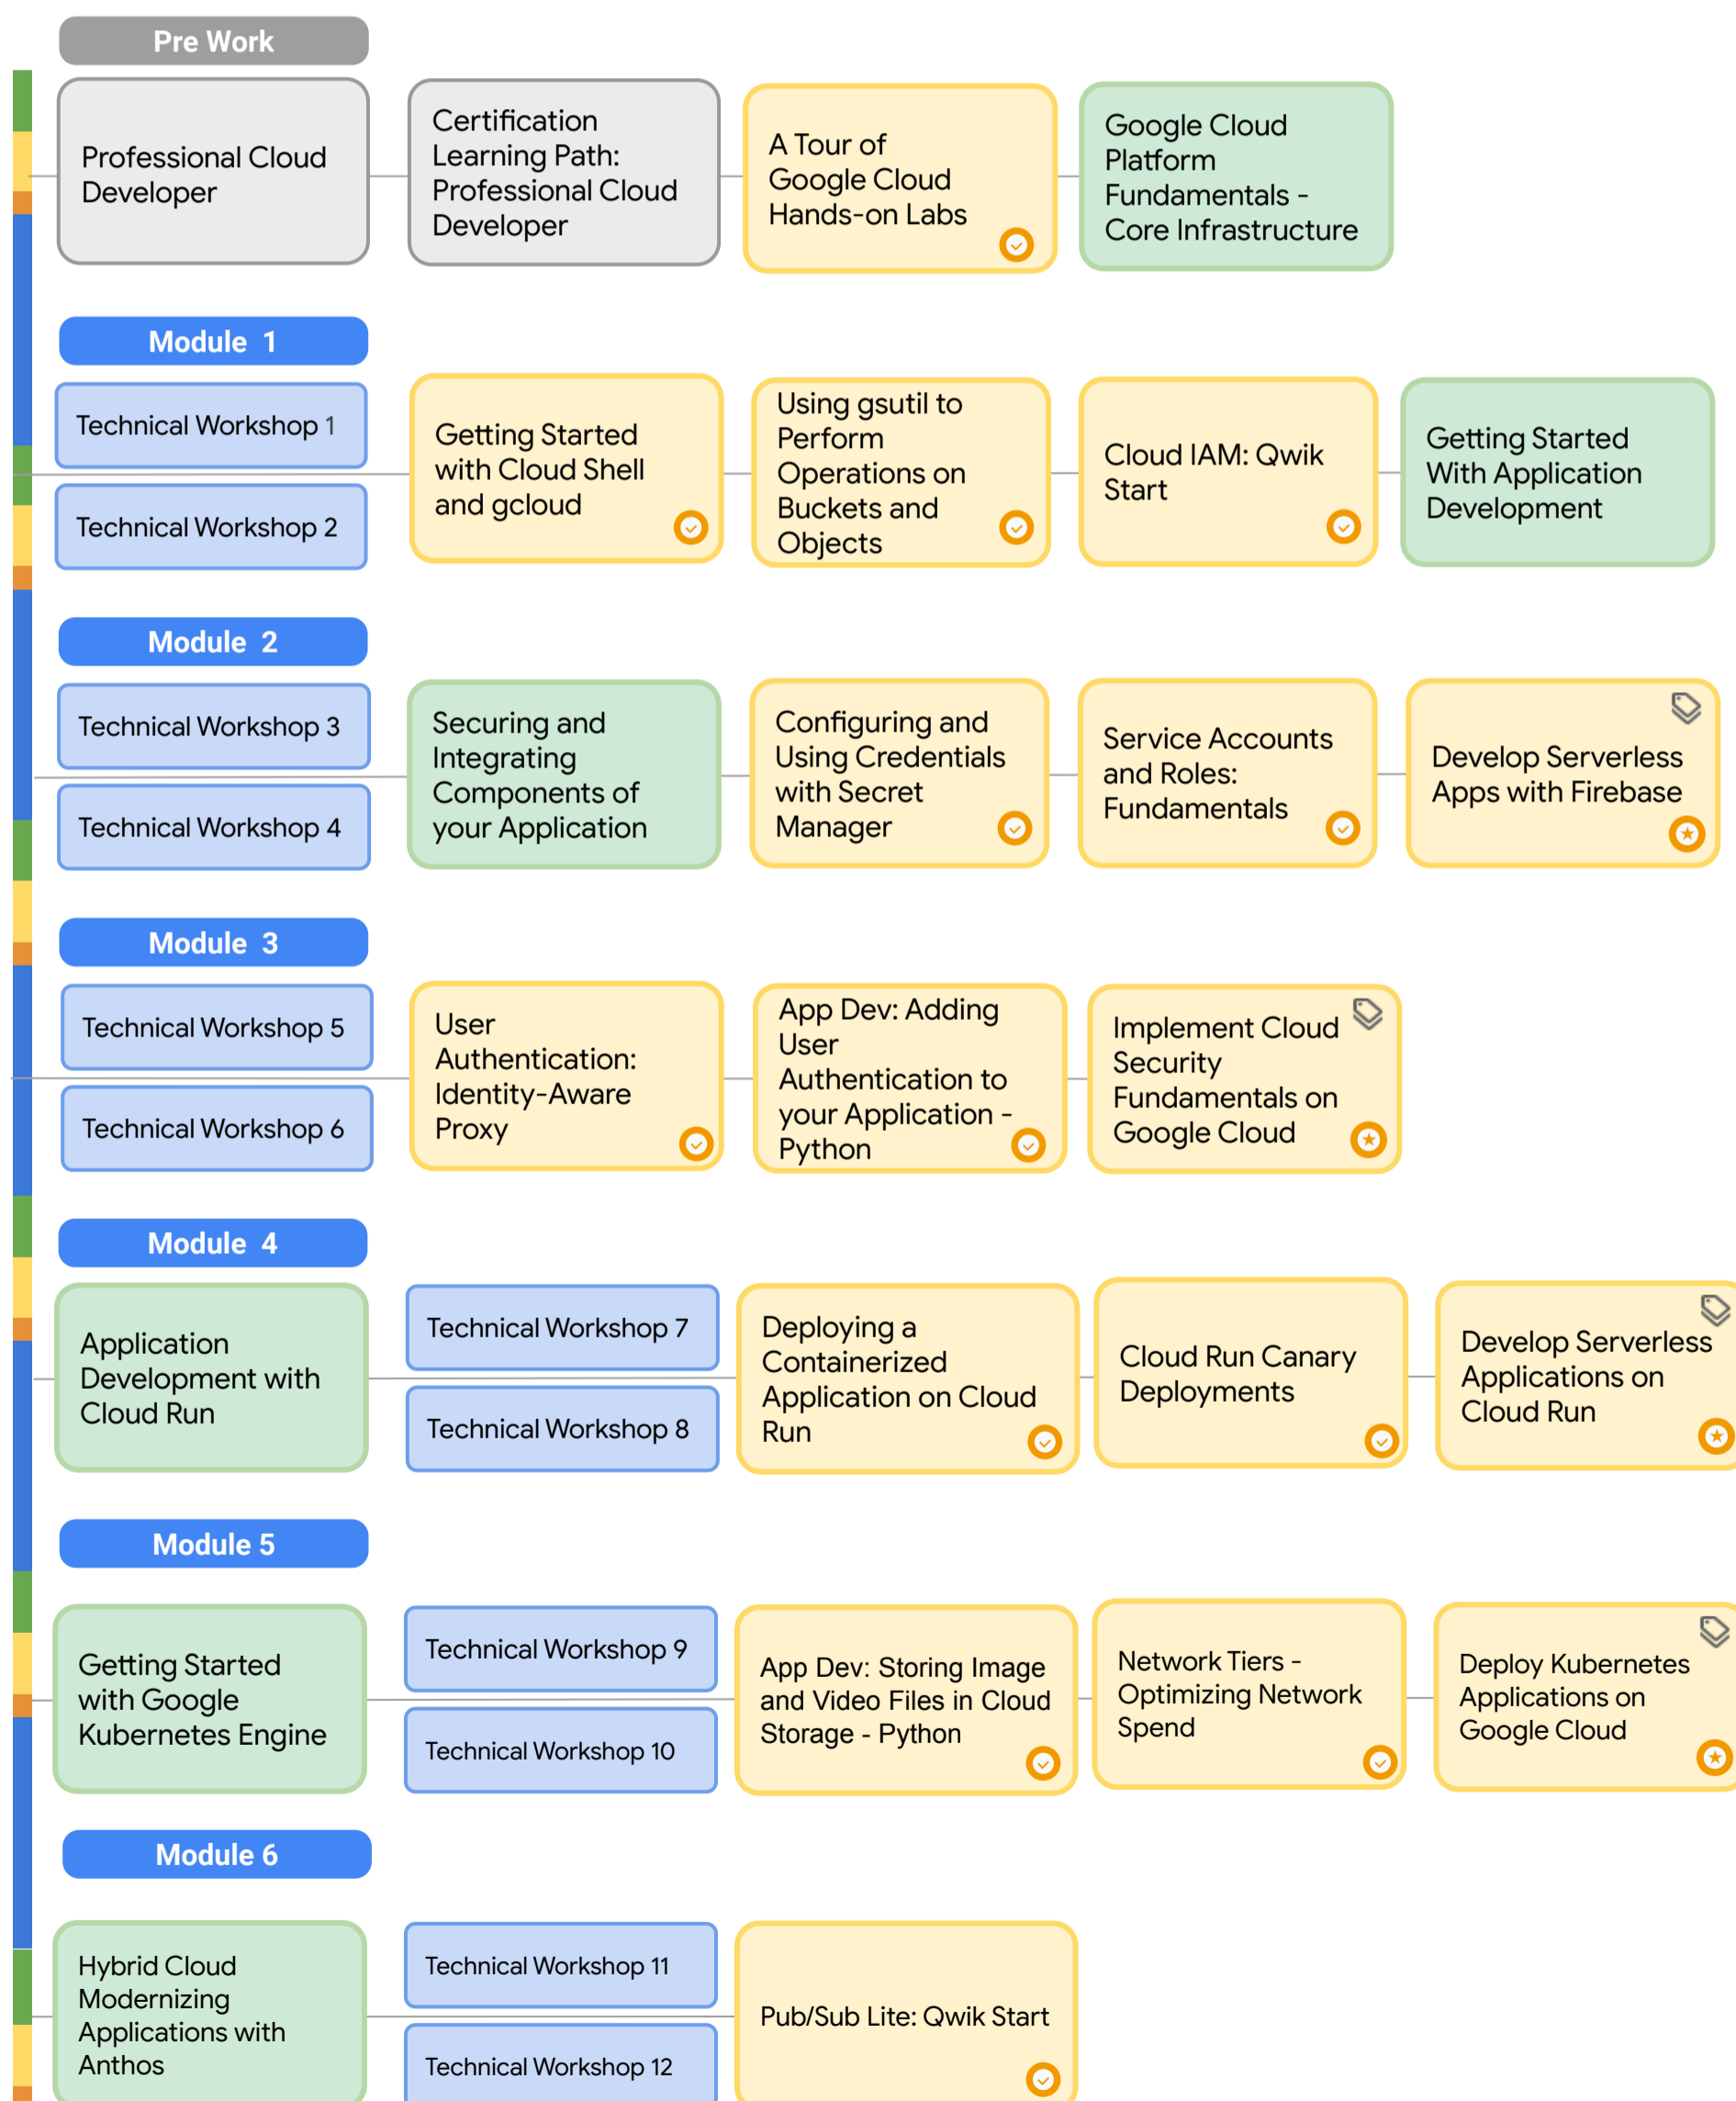 Pre Work
Professional Cloud
Developer
Certification
Learning Path:
Professional Cloud
Developer
A Tour of
Google Cloud
Hands-on Labs
Google Cloud
Platform
Fundamentals -
Core Infrastructure
Module 1
Technical Workshop 1
Technical Workshop 2
Getting Started
with Cloud Shell
and gcloud
Using gsutil to
Perform
Operations on
Buckets and
Objects
Cloud IAM: Qwik
Start
Getting Started
With Application
Development
Module 2
Technical Workshop 3
Technical Workshop 4
Securing and
Integrating
Components of
your Application
Configuring and
Using Credentials
with Secret
Manager
Service Accounts
and Roles:
Fundamentals
Develop Serverless
Apps with Firebase
Module 3
Technical Workshop 5
Technical Workshop 6
User
Authentication:
Identity-Aware
Proxy
App Dev: Adding
User
Authentication to
your Application -
Python
Implement Cloud
Security
Fundamentals on
Google Cloud
Module 4
Application
Development with
Cloud Run
Technical Workshop 7
Technical Workshop 8
Deploying a
Containerized
Application on Cloud
Run
Cloud Run Canary
Deployments
Develop Serverless
Applications on
Cloud Run
Module 5
Getting Started
with Google
Kubernetes Engine
Technical Workshop 9
Technical Workshop 10
App Dev: Storing Image
and Video Files in Cloud
Storage - Python
Network Tiers -
Optimizing Network
Spend
Deploy Kubernetes
Applications on
Google Cloud
Module 6
Hybrid Cloud
Modernizing
Applications with
Anthos
Technical Workshop 11
Technical Workshop 12
Pub/Sub Lite: Qwik Start